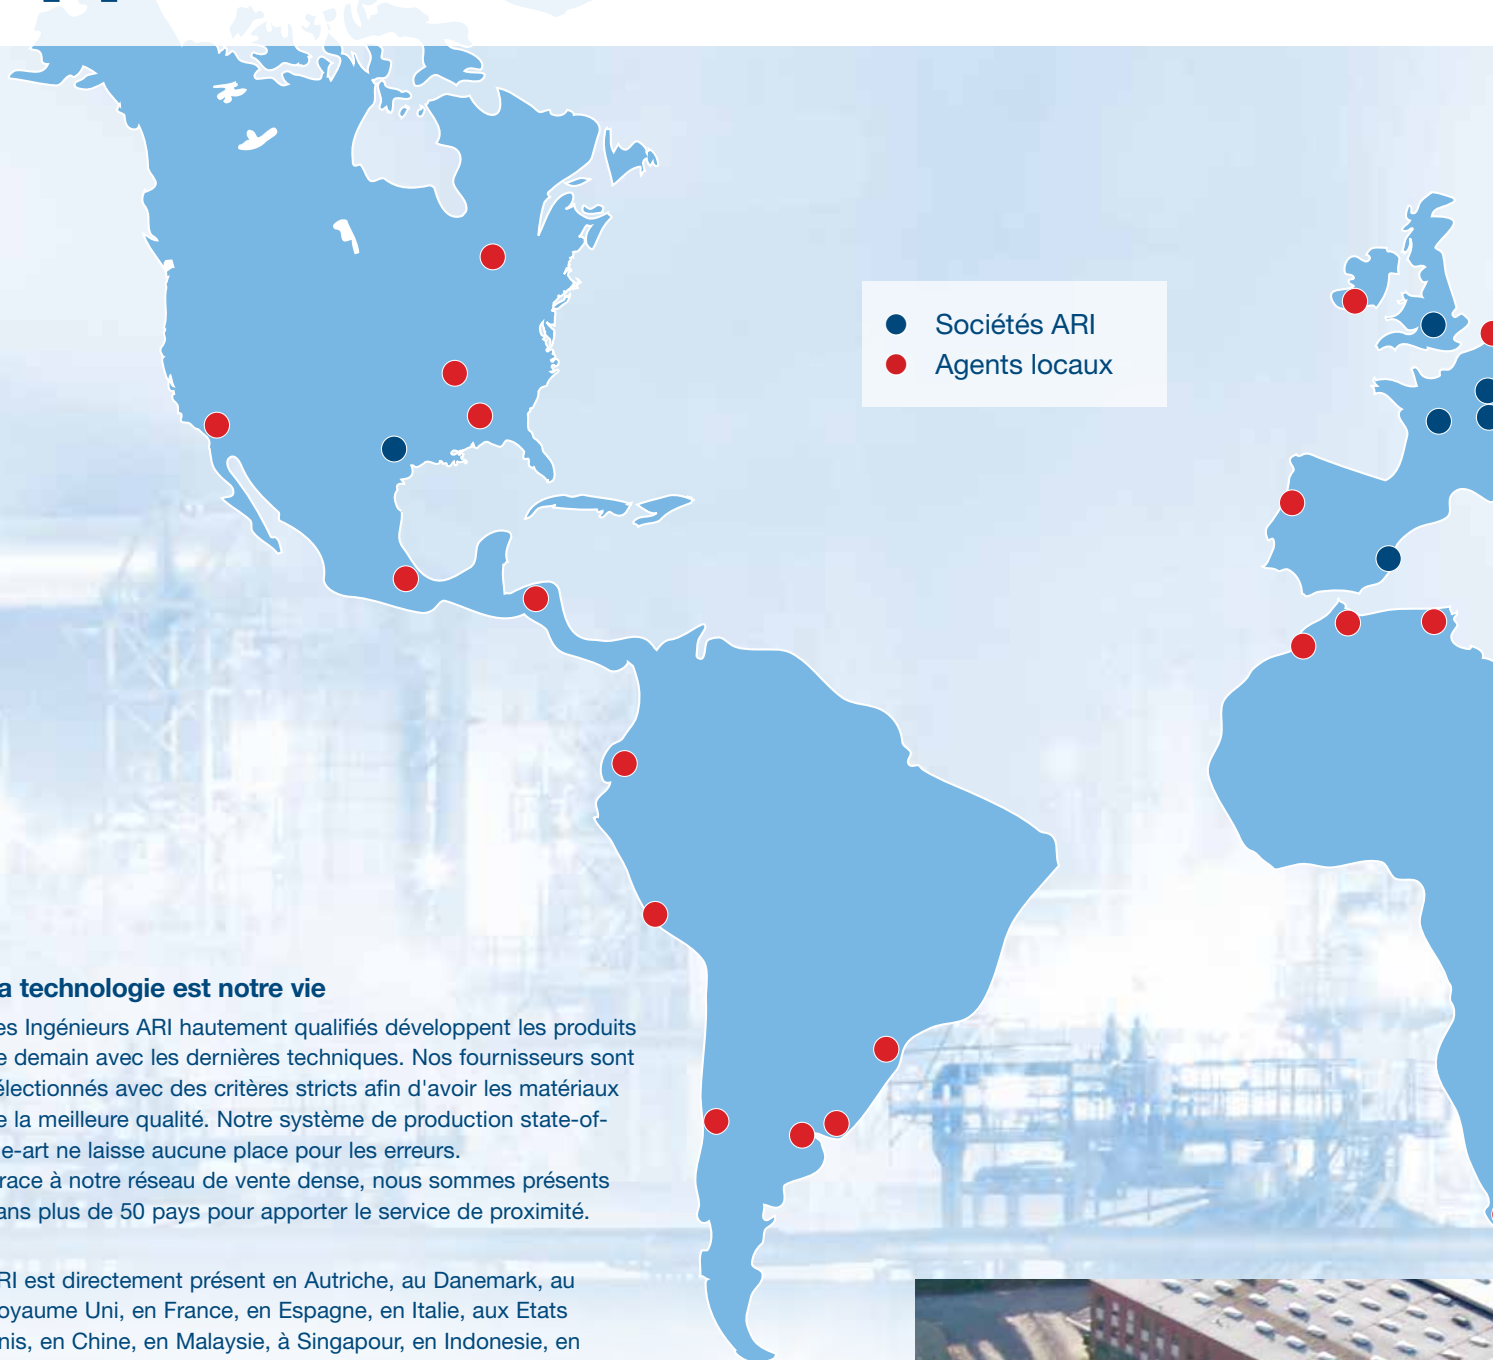 Sociétés ARI
Agents locaux
a technologie est notre vie
es Ingénieurs ARI hautement qualifiés développent les produits
e demain avec les dernières techniques. Nos fournisseurs sont
électionnés avec des critères stricts afin d'avoir les matériaux
e la meilleure qualité. Notre système de production state-of-
e-art ne laisse aucune place pour les erreurs.
race à notre réseau de vente dense, nous sommes présents
ans plus de 50 pays pour apporter le service de proximité.
RI est directement présent en Autriche, au Danemark, au
oyaume Uni, en France, en Espagne, en Italie, aux Etats
nis, en Chine, en Malaysie, à Singapour, en Indonesie, en